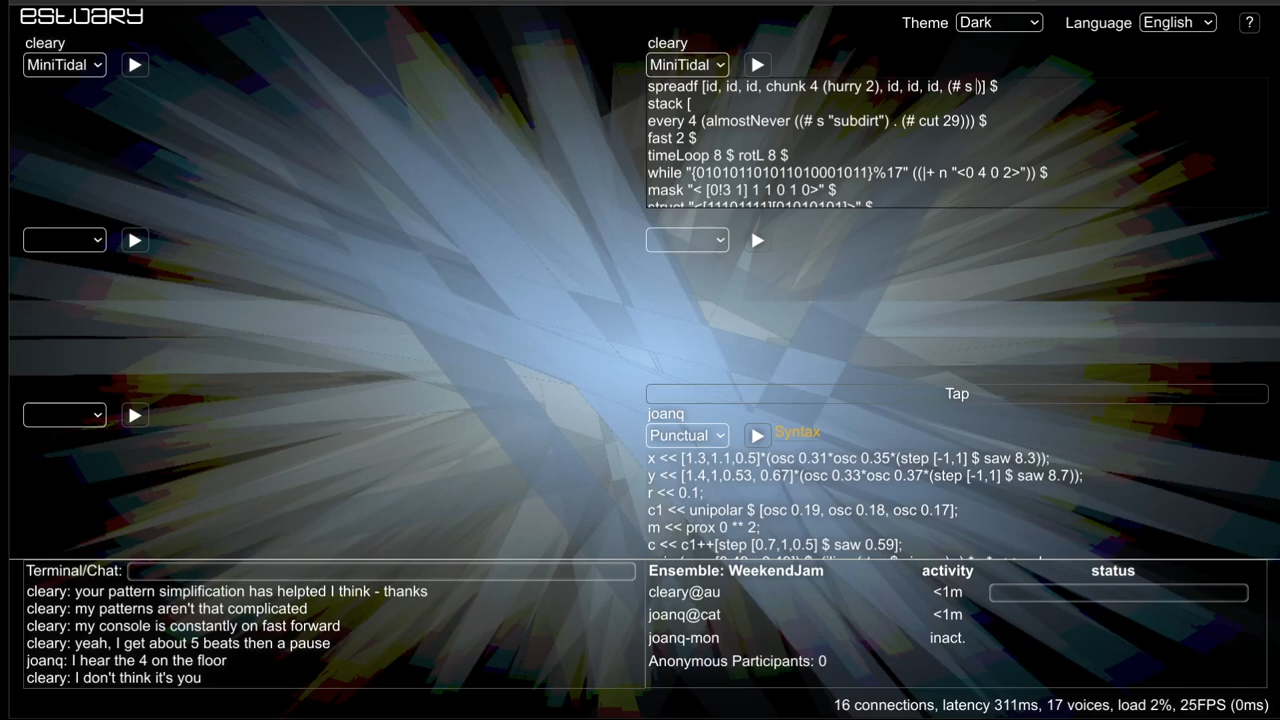 estuary
Theme Dark Language English ?
cleary
MiniTidal
cleary
MiniTidal
spreadf [id, id, id, chunk 4 (hurry 2), id, id, id, (# s )] $
stack [
every 4 (almostNever ((# s "subdirt") . (# cut 29))) $
fast 2 $
timeLoop 8 $ rotL 8 $
while "{010101101011010001011}%17" ((|+ n "<0 4 0 2>")) $
mask "< [0!3 1] 1 1 0 1 0>" $
struct "<[11101111][01010101]>" $
Tap
joanq
Punctual Syntax
x << [1.3,1.1,0.5]*(osc 0.31*osc 0.35*(step [-1,1] $ saw 8.3));
y << [1.4,1,0.53, 0.67]*(osc 0.33*osc 0.37*(step [-1,1] $ saw 8.7));
r << 0.1;
c1 << unipolar $ [osc 0.19, osc 0.18, osc 0.17];
m << prox 0 ** 2;
c << c1++[step [0.7,1,0.5] $ saw 0.59];
Terminal/Chat:
cleary: your pattern simplification has helpted I think - thanks
cleary: my patterns aren't that complicated
cleary: my console is constantly on fast forward
cleary: yeah, I get about 5 beats then a pause
joanq: I hear the 4 on the floor
cleary: I don't think it's you
Ensemble: WeekendJam activity status
cleary@au <1m
joanq@cat <1m
joanq-mon inact.
Anonymous Participants: 0
16 connections, latency 311ms, 17 voices, load 2%, 25FPS (0ms)